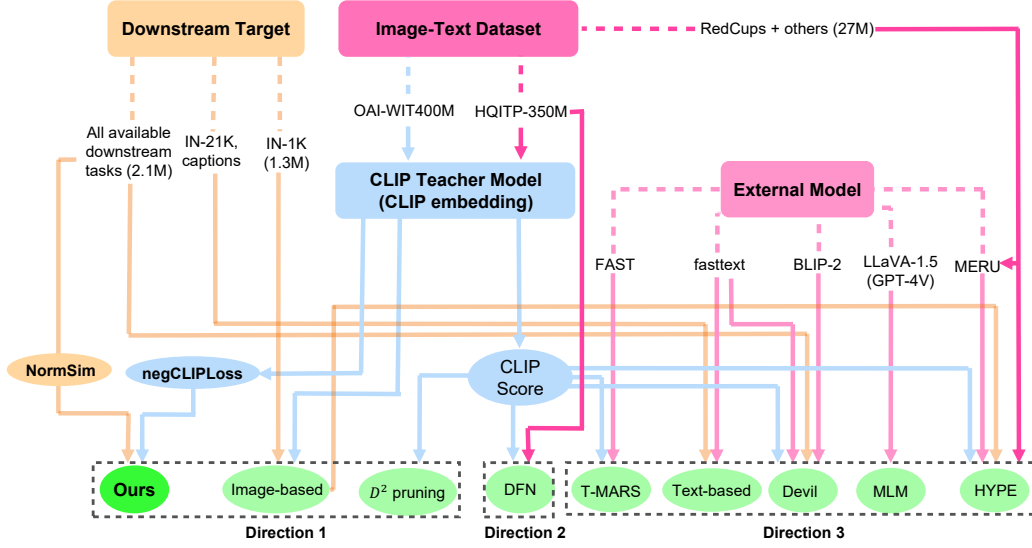 Downstream Target
Image-Text Dataset
RedCups + others (27M)
All available
downstream
tasks (2.1M)
IN-21K,
captions
IN-1K
(1.3M)
OAI-WIT400M
HQITP-350M
CLIP Teacher Model
(CLIP embedding)
External Model
FAST
fasttext
BLIP-2
LLaVA-1.5
(GPT-4V)
MERU
NormSim
negCLIPLoss
CLIP
Score
Ours
Image-based
D² pruning
DFN
T-MARS
Text-based
Devil
MLM
HYPE
Direction 1
Direction 2
Direction 3